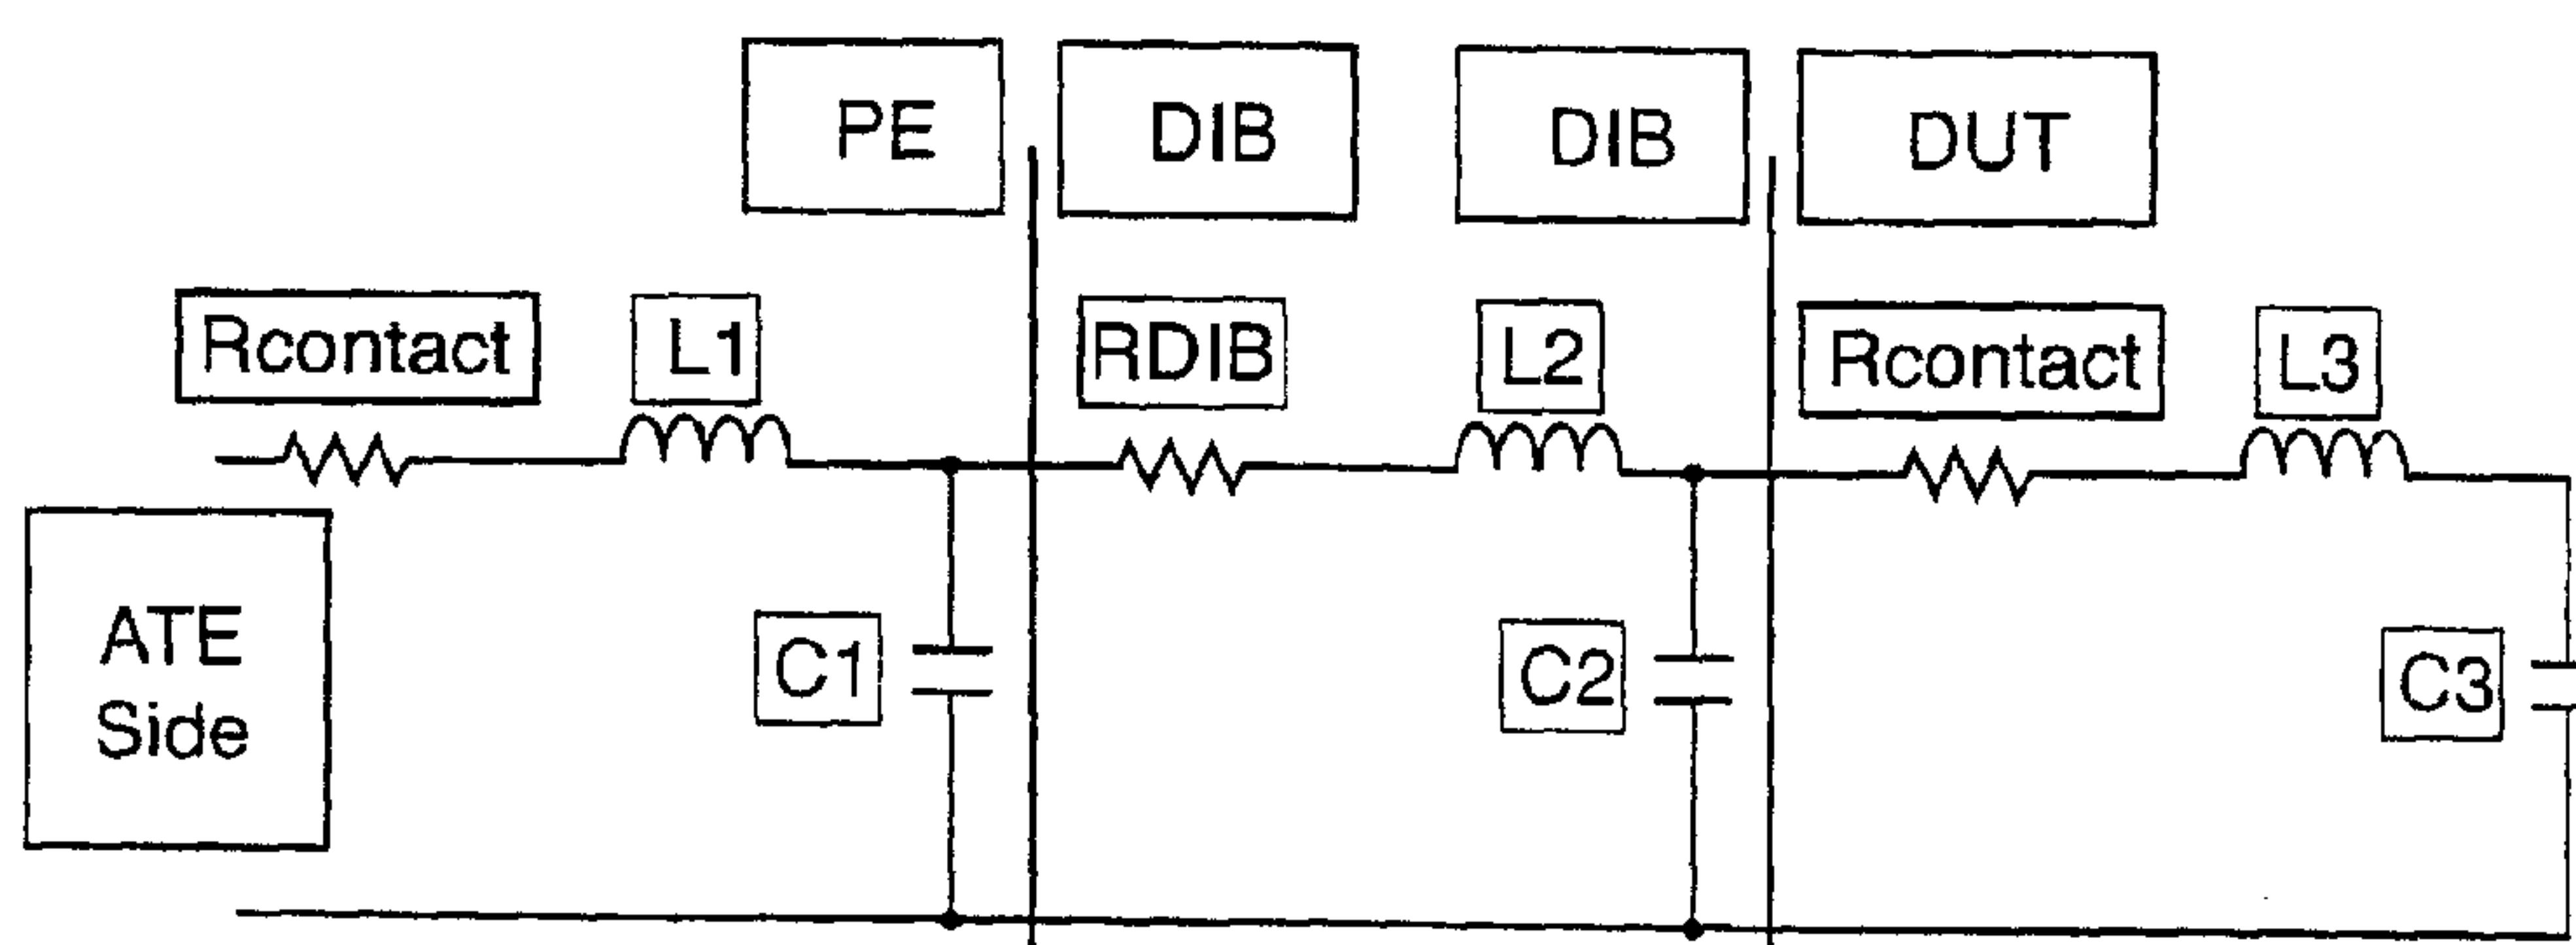 PE
DIB
DIB
DUT
Rcontact
L1
RDIB
L2
Rcontact
L3
ATE
Side
C1
C2
C3